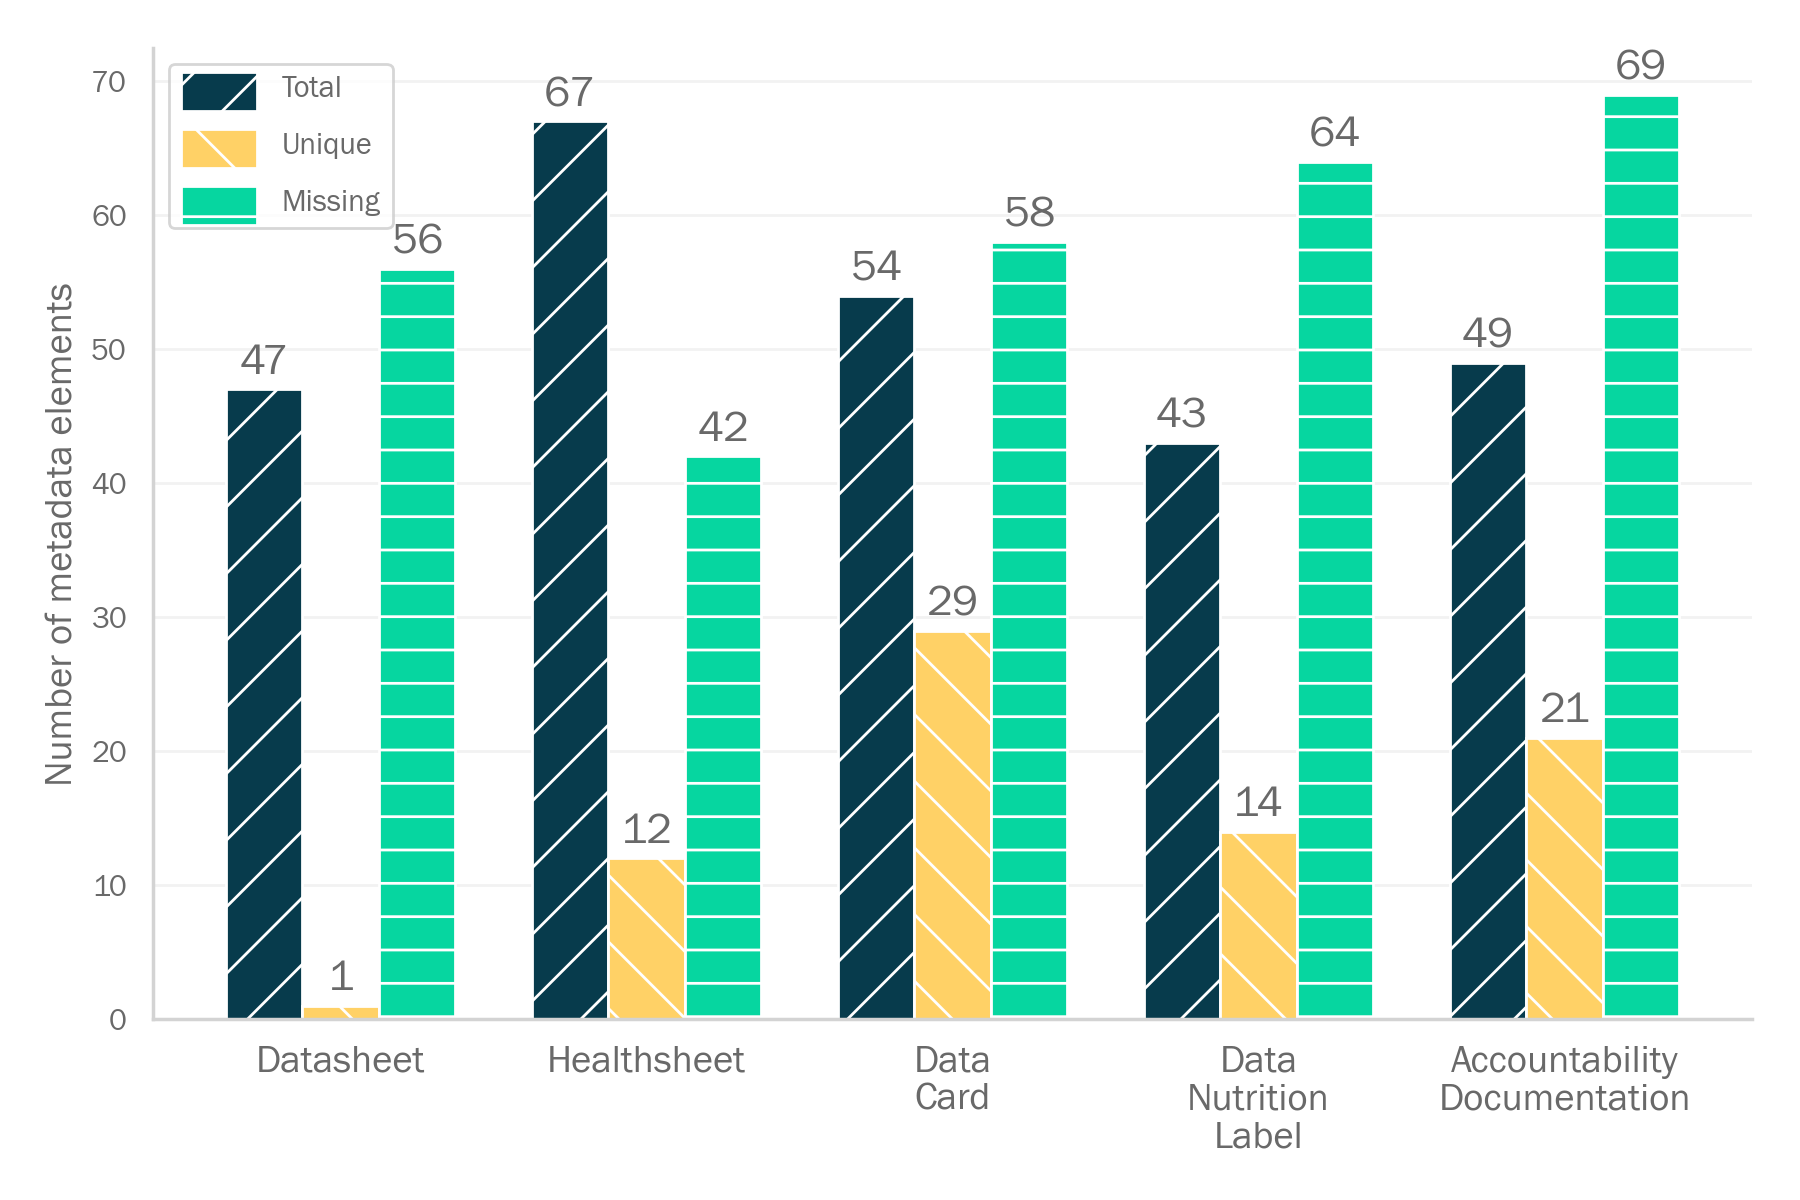 Number of metadata elements
70
60
50
40
30
20
10
0
Total
Unique
Missing
47
1
56
67
12
42
54
29
58
43
14
64
49
21
69
Datasheet
Healthsheet
Data
Card
Data
Nutrition
Label
Accountability
Documentation